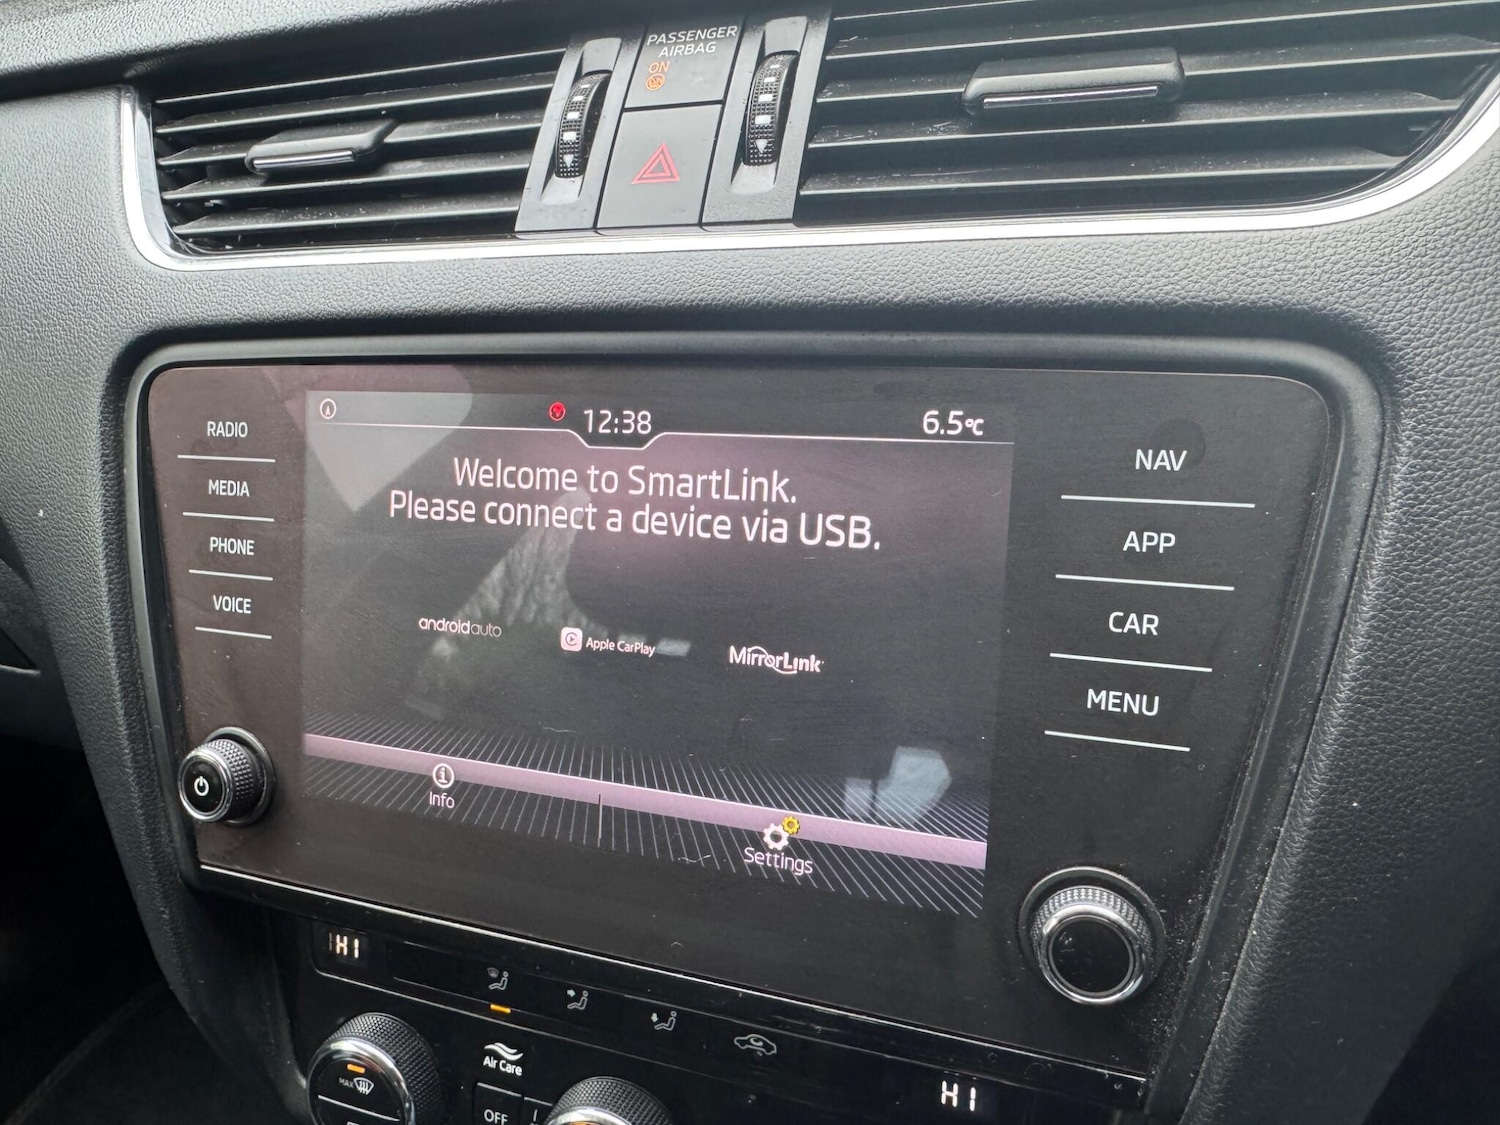 PASSENGER
AIRBAG
ON
RADIO
MEDIA
PHONE
VOICE
12:38
6.5°C
Welcome to SmartLink.
Please connect a device via USB.
androidauto
Apple CarPlay
MirrorLink
Info
Settings
NAV
APP
CAR
MENU
HI
Air Care
MAX
OFF
HI